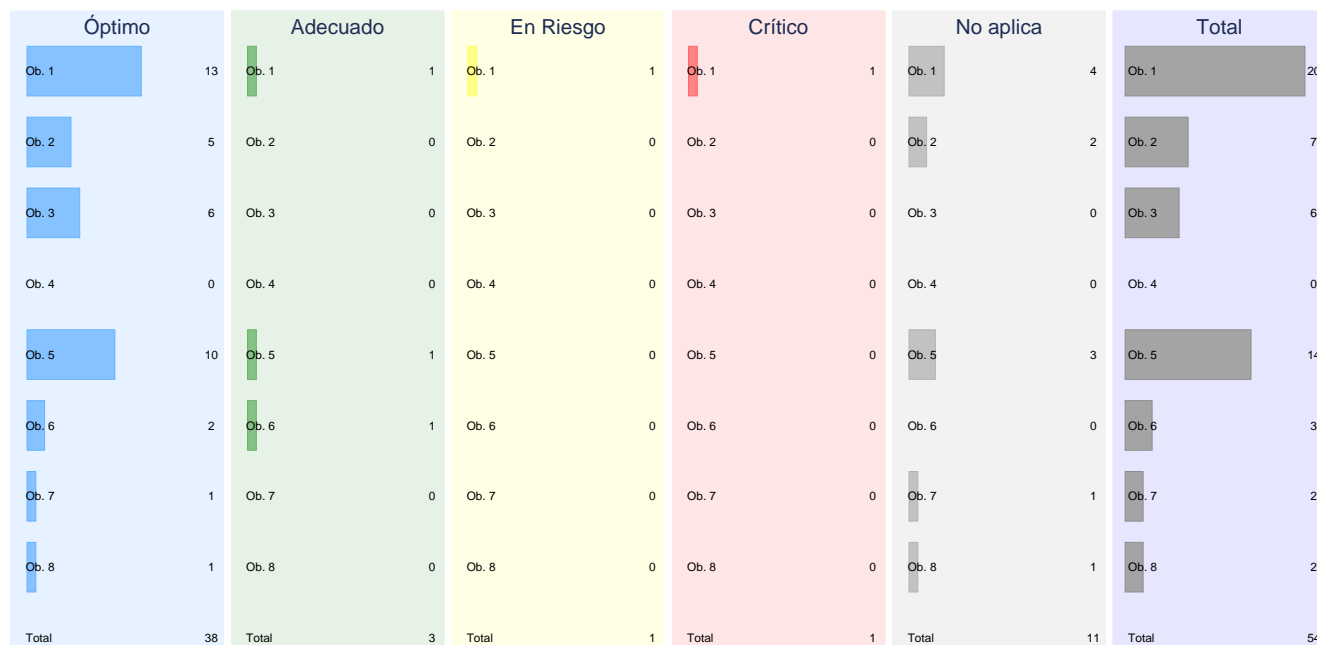 Óptimo Adecuado En Riesgo Crítico No aplica Total
Ob. 1 13 Ob. 1 1 Ob. 1 1 Ob. 1 1 Ob. 1 4 Ob. 1 20
Ob. 2 5 Ob. 2 0 Ob. 2 0 Ob. 2 0 Ob. 2 2 Ob. 2 7
Ob. 3 6 Ob. 3 0 Ob. 3 0 Ob. 3 0 Ob. 3 0 Ob. 3 6
Ob. 4 0 Ob. 4 0 Ob. 4 0 Ob. 4 0 Ob. 4 0 Ob. 4 0
Ob. 5 10 Ob. 5 1 Ob. 5 0 Ob. 5 0 Ob. 5 3 Ob. 5 14
Ob. 6 2 Ob. 6 1 Ob. 6 0 Ob. 6 0 Ob. 6 0 Ob. 6 3
Ob. 7 1 Ob. 7 0 Ob. 7 0 Ob. 7 0 Ob. 7 1 Ob. 7 2
Ob. 8 1 Ob. 8 0 Ob. 8 0 Ob. 8 0 Ob. 8 1 Ob. 8 2
Total 38 Total 3 Total 1 Total 1 Total 11 Total 54